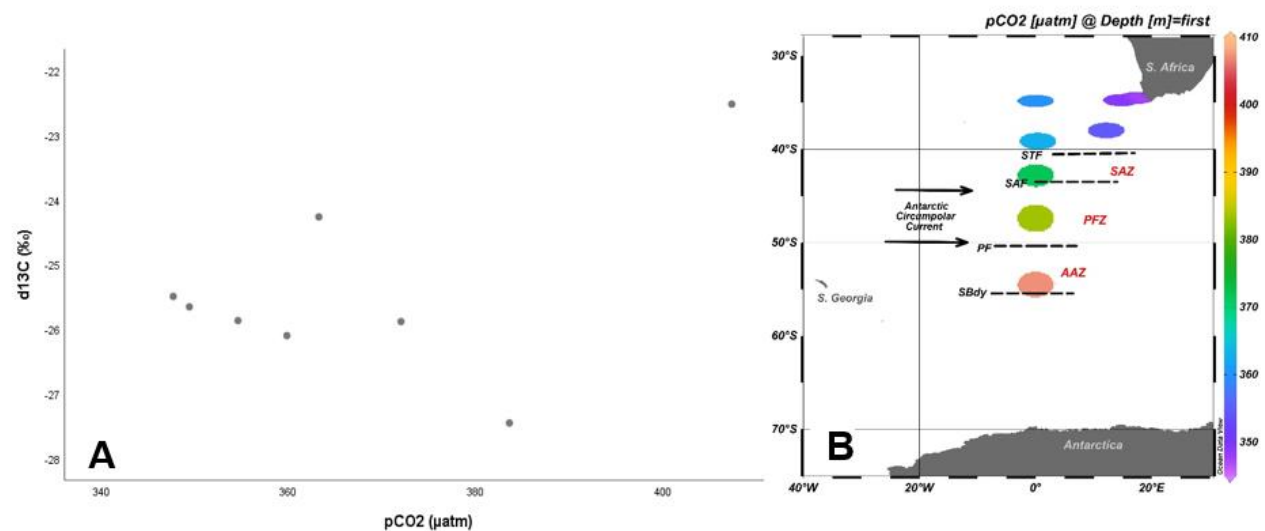 -22
-23
-24
-25
-26
-27
-28
d13C (‰)
340
360
380
400
pCO2 (µatm)
A
pCO2 [µatm] @ Depth [m]=first
30°S
40°S
50°S
60°S
70°S
40°W
20°W
0°
20°E
S. Africa
STF
SAZ
SAF
Antarctic
Circumpolar
Current
PFZ
PF
AAZ
SBdy
S. Georgia
Antarctica
B
410
400
390
380
370
360
350
Ocean Data View